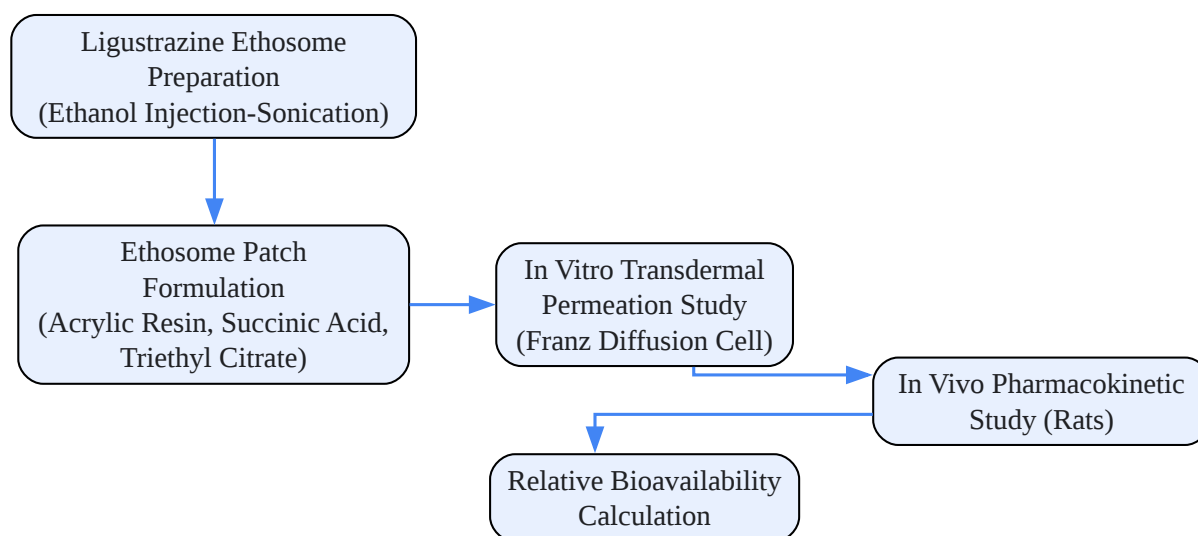 Ligustrazine Ethosome
Preparation
(Ethanol Injection-Sonication)
Ethosome Patch
Formulation
(Acrylic Resin, Succinic Acid,
Triethyl Citrate)
In Vitro Transdermal
Permeation Study
(Franz Diffusion Cell)
In Vivo Pharmacokinetic
Study (Rats)
Relative Bioavailability
Calculation